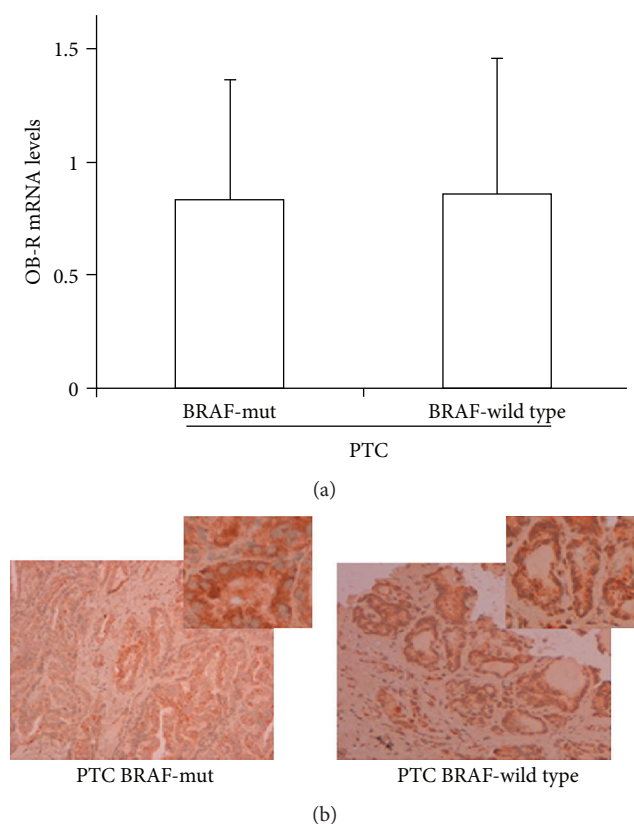 1.5
1
0.5
0
OB-R mRNA levels
BRAF-mut BRAF-wild type
PTC
(a)
PTC BRAF-mut PTC BRAF-wild type
(b)